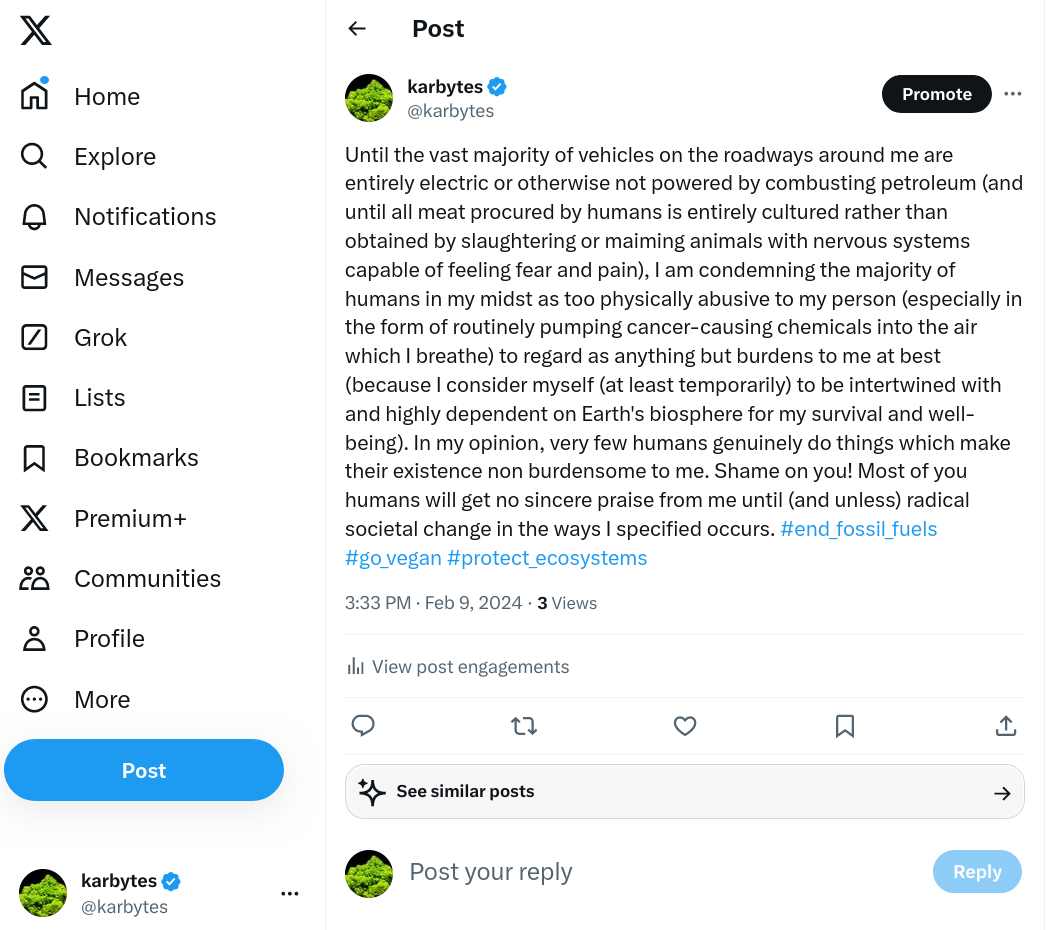 Post
karbytes
@karbytes
Promote
Home
Explore
Notifications
Messages
Grok
Lists
Bookmarks
Premium+
Communities
Profile
More
Post
karbytes
@karbytes
Until the vast majority of vehicles on the roadways around me are
entirely electric or otherwise not powered by combusting petroleum (and
until all meat procured by humans is entirely cultured rather than
obtained by slaughtering or maiming animals with nervous systems
capable of feeling fear and pain), I am condemning the majority of
humans in my midst as too physically abusive to my person (especially in
the form of routinely pumping cancer-causing chemicals into the air
which I breathe) to regard as anything but burdens to me at best
(because I consider myself (at least temporarily) to be intertwined with
and highly dependent on Earth's biosphere for my survival and well-
being). In my opinion, very few humans genuinely do things which make
their existence non burdensome to me. Shame on you! Most of you
humans will get no sincere praise from me until (and unless) radical
societal change in the ways I specified occurs. #end_fossil_fuels
#go_vegan #protect_ecosystems
3:33 PM · Feb 9, 2024 · 3 Views
View post engagements
See similar posts
Post your reply
Reply